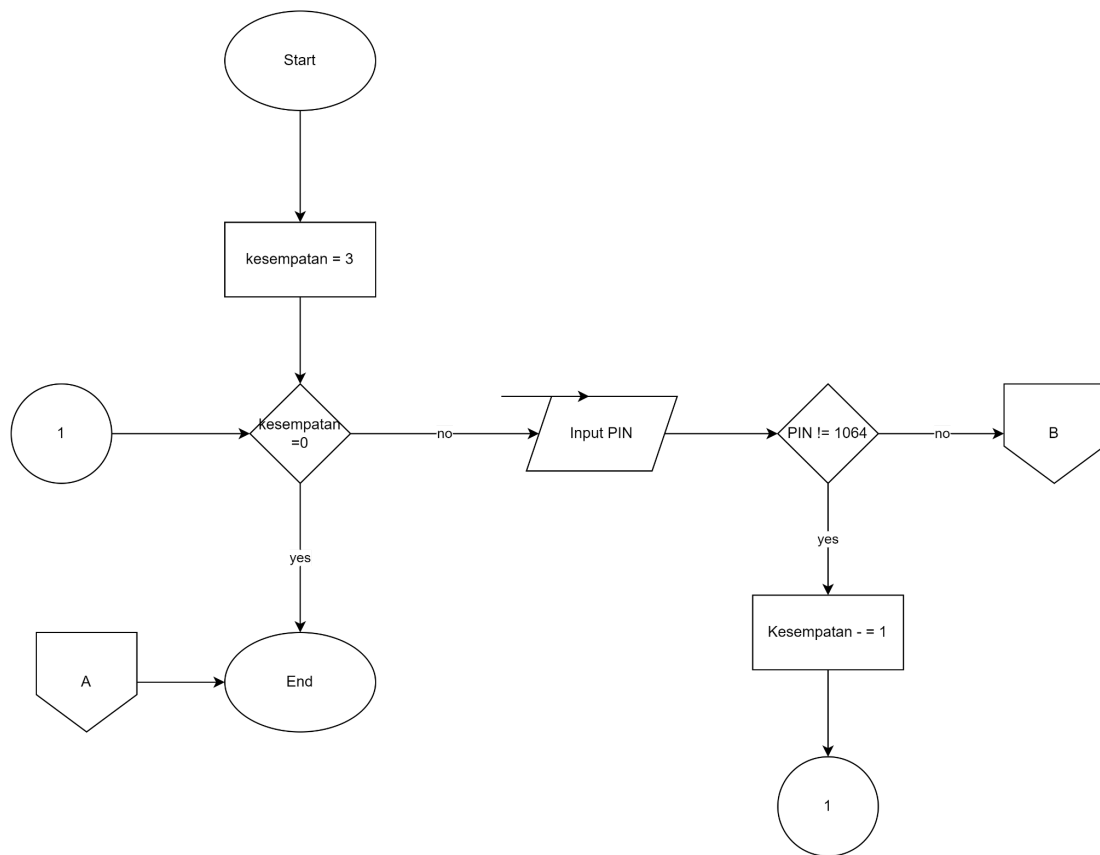 Start
kesempatan = 3
1
kesempatan
=0
no
Input PIN
PIN != 1064
no
B
yes
yes
Kesempatan - = 1
A
End
1